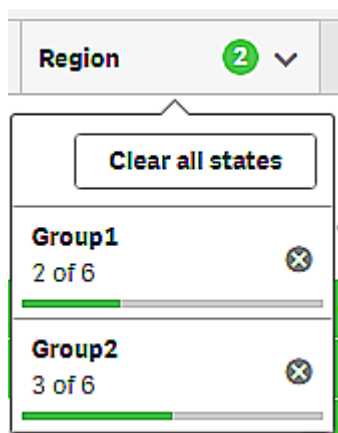 Region 2
Clear all states
Group1
2 of 6
Group2
3 of 6